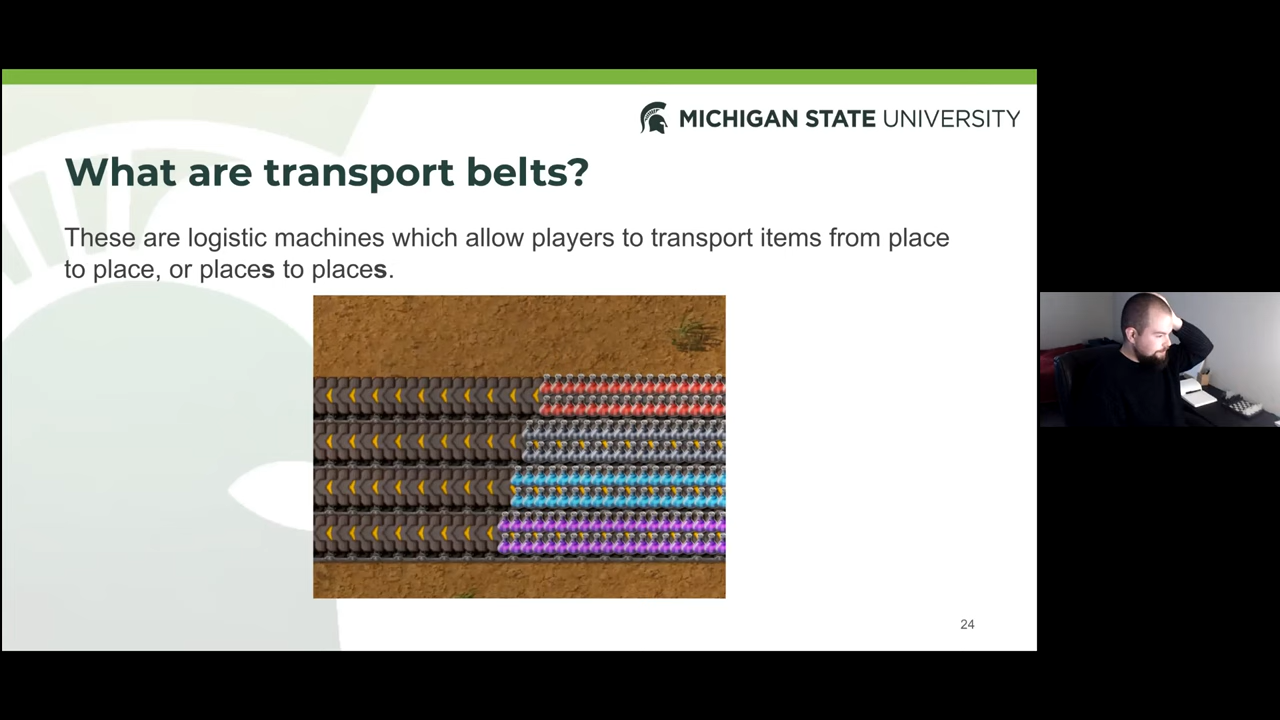 MICHIGAN STATE UNIVERSITY
What are transport belts?
These are logistic machines which allow players to transport items from place
to place, or places to places.
24